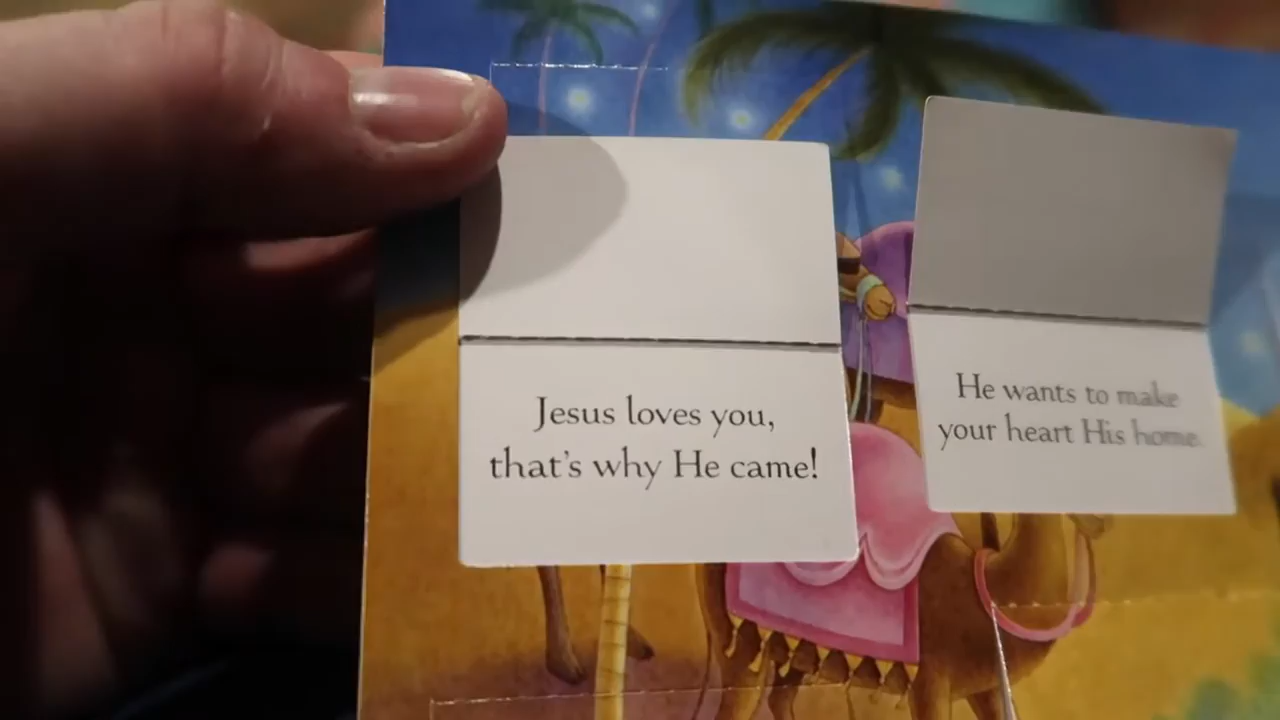 Jesus loves you,
that's why He came!
He wants to make
your heart His home.